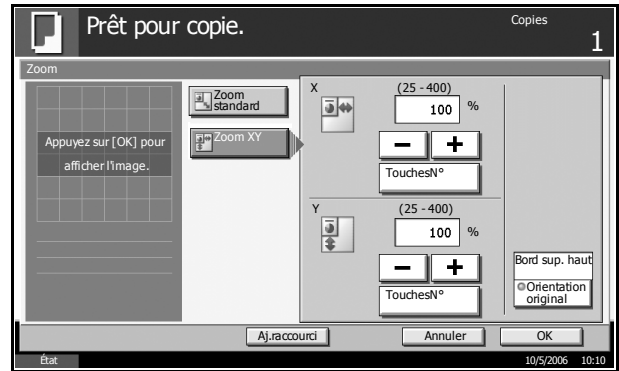 Prêt pour copie.
Copies
1
Zoom
Appuyez sur [OK] pour
afficher l'image.
Zoom
standard
Zoom XY
X
(25 - 400)
100 %
TouchesN°
Y
(25 - 400)
100 %
TouchesN°
Bord sup. haut
Orientation
original
Aj.raccourci
Annuler
OK
État
10/5/2006 10:10